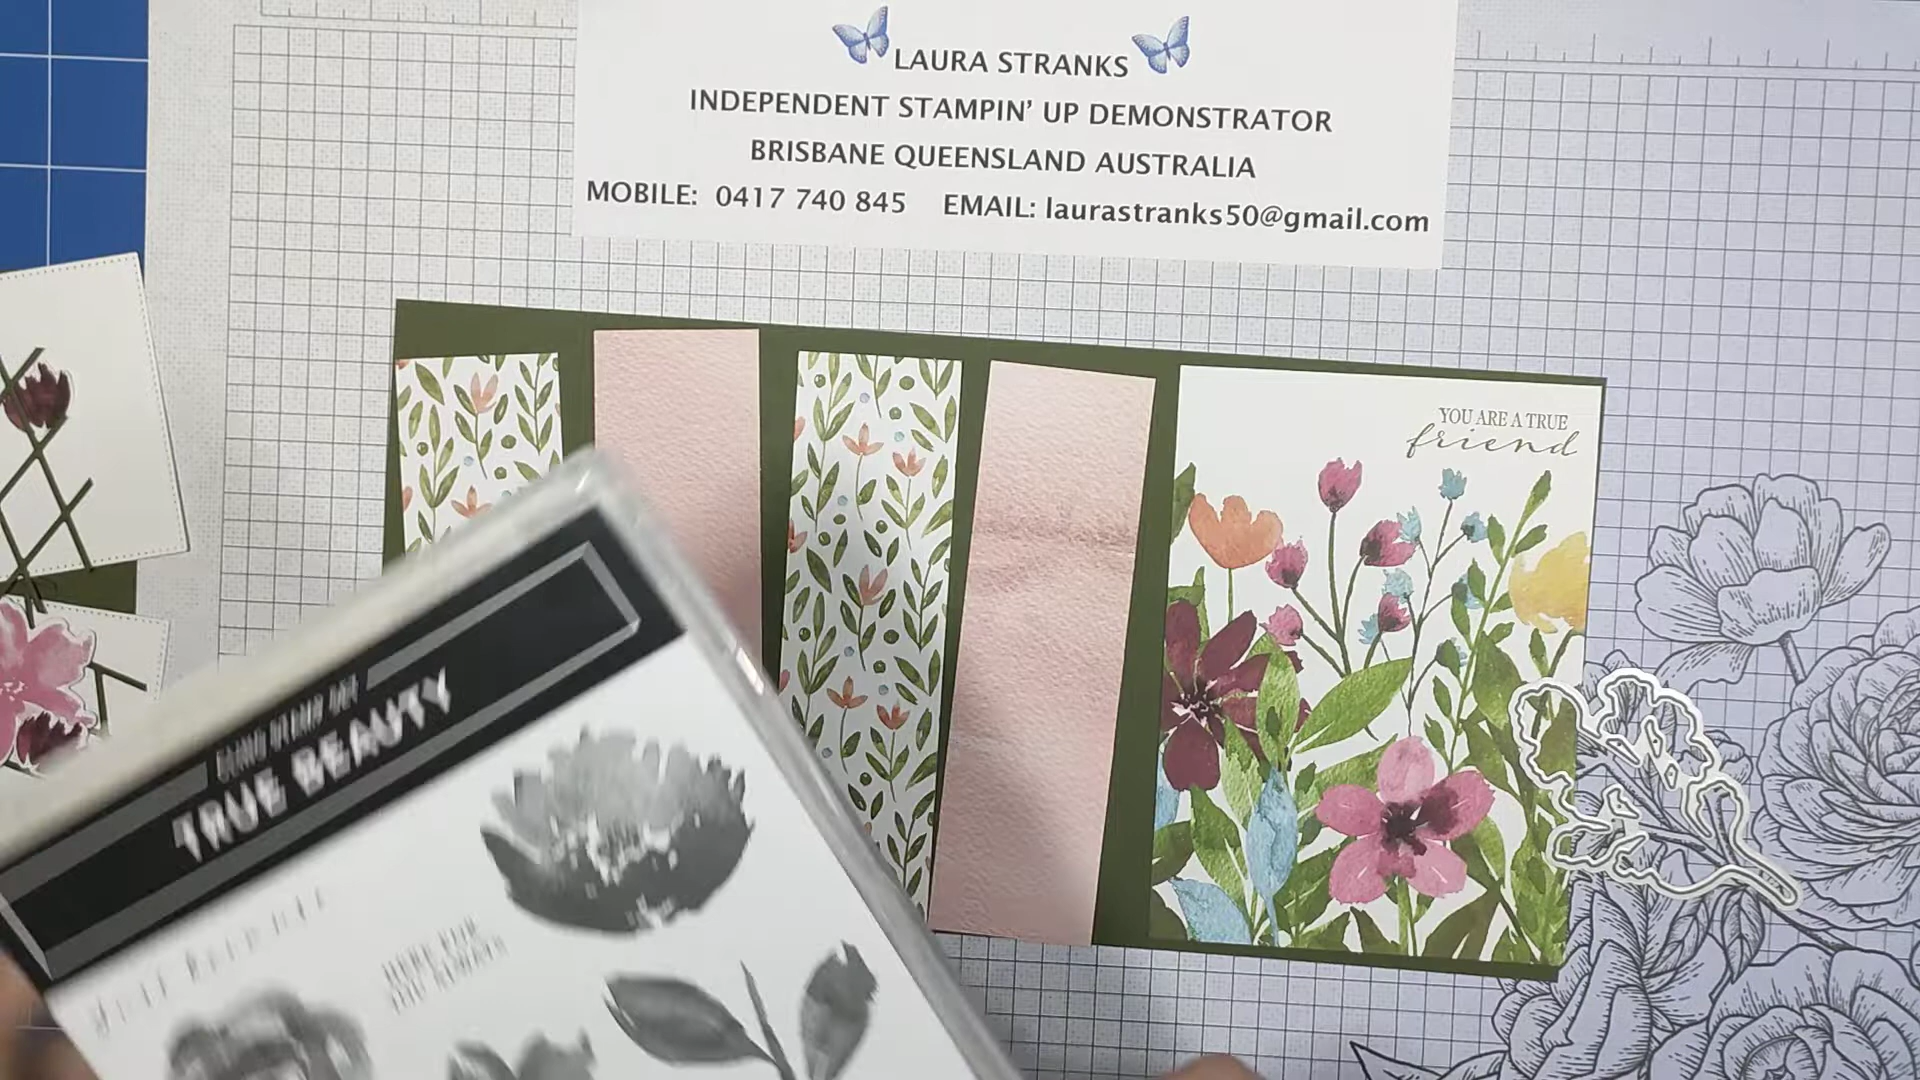 LAURA STRANKS
INDEPENDENT STAMPIN' UP DEMONSTRATOR
BRISBANE QUEENSLAND AUSTRALIA
MOBILE: 0417 740 845 EMAIL: laurastranks50@gmail.com
YOU ARE A TRUE
friend
TRUE BEAUTY